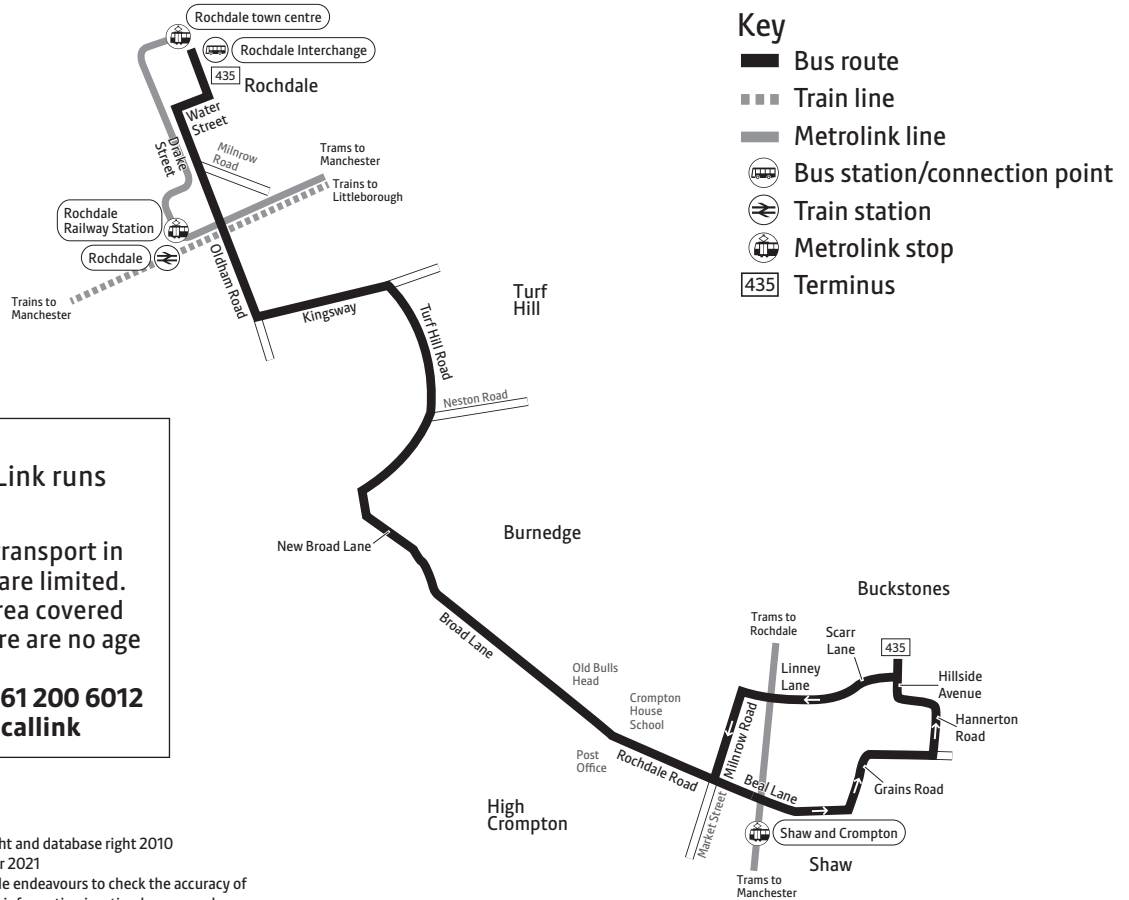 Rochdale town centre
Rochdale Interchange
435
Rochdale
Water
Street
Drake
Street
Milnrow
Road
Trams to
Manchester
Trains to
Littleborough
Rochdale
Railway Station
Rochdale
Trains to
Manchester
Oldham Road
Kingsway
Turf
Hill
Turf Hill Road
Neston Road
New Broad Lane
Burnedge
Broad Lane
Old Bulls
Head
Crompton
House
School
Post
Office
Rochdale Road
High
Crompton
Buckstones
Trams to
Rochdale
Scarr
Lane
435
Linney
Lane
Hillside
Avenue
Hannerton
Road
Milnrow Road
Beal Lane
Grains Road
Market Street
Shaw and Crompton
Shaw
Trams to
Manchester
Key
Bus route
Train line
Metrolink line
Bus station/connection point
Train station
Metrolink stop
435 Terminus
Link runs
transport in
are limited.
rea covered
re are no age
61 200 6012
callink
ht and database right 2010
r 2021
le endeavours to check the accuracy of